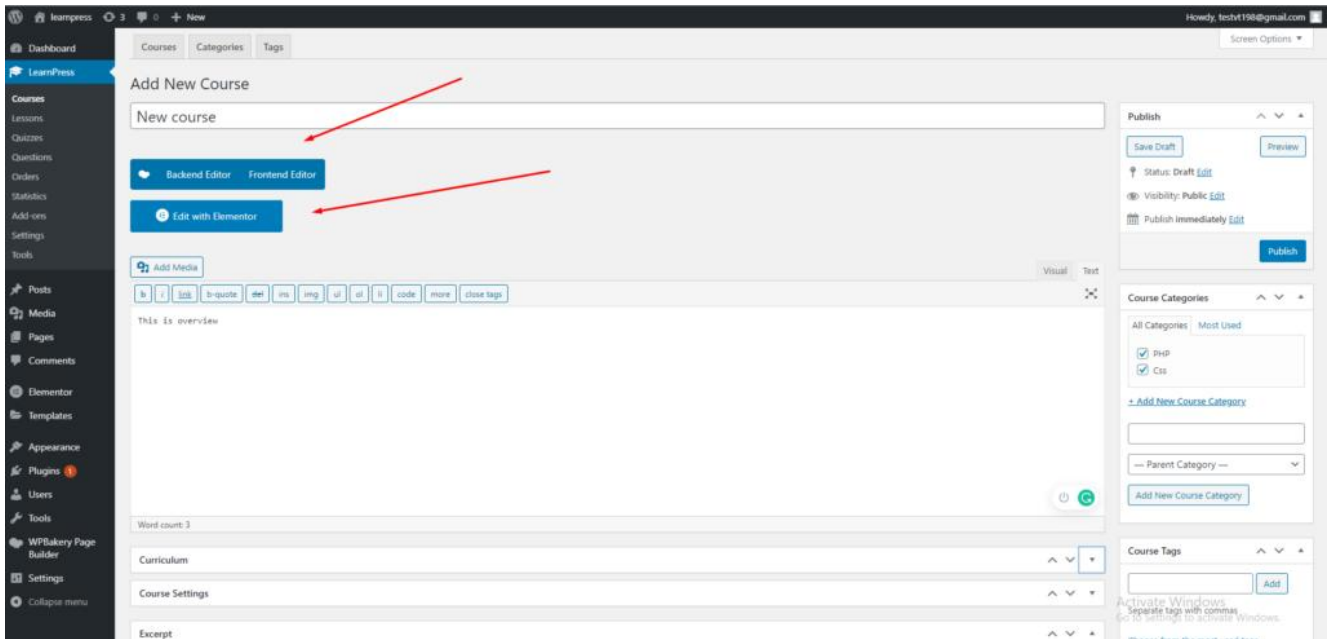 learnpress 3 0 + New
Howdy, testvt198@gmail.com
Dashboard
LearnPress
Courses
Lessons
Quizzes
Questions
Orders
Statistics
Add-ons
Settings
Tools
Posts
Media
Pages
Comments
Elementor
Templates
Appearance
Plugins 1
Users
Tools
WPBakery Page
Builder
Settings
Collapse menu
Courses Categories Tags
Screen Options
Add New Course
New course
Backend Editor Frontend Editor
Edit with Elementor
Add Media
Visual Text
b i link b-quote del ins img ul ol li code more close tags
This is overview
Word count: 3
Curriculum
Course Settings
Excerpt
Publish
Save Draft Preview
Status: Draft Edit
Visibility: Public Edit
Publish immediately Edit
Publish
Course Categories
All Categories Most Used
PHP
Css
+ Add New Course Category
— Parent Category —
Add New Course Category
Course Tags
Add
Activate Windows
Separate tags with commas
Go to Settings to activate Windows.